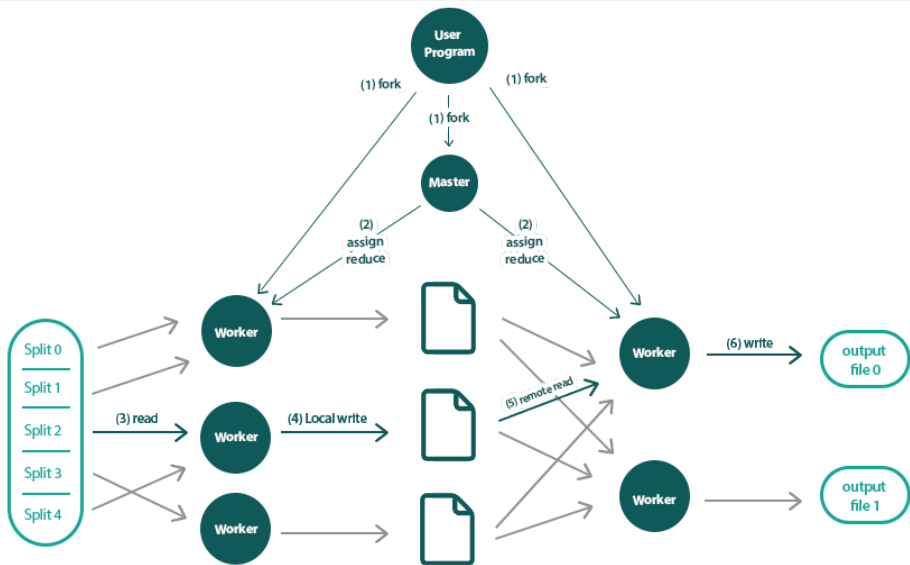 User
Program
(1) fork
(1) fork
(1) fork
Master
(2)
assign
reduce
(2)
assign
reduce
Split 0
Split 1
Split 2
Split 3
Split 4
(3) read
Worker
Worker
Worker
(4) Local write
(5) remote read
Worker
Worker
(6) write
output
file 0
output
file 1